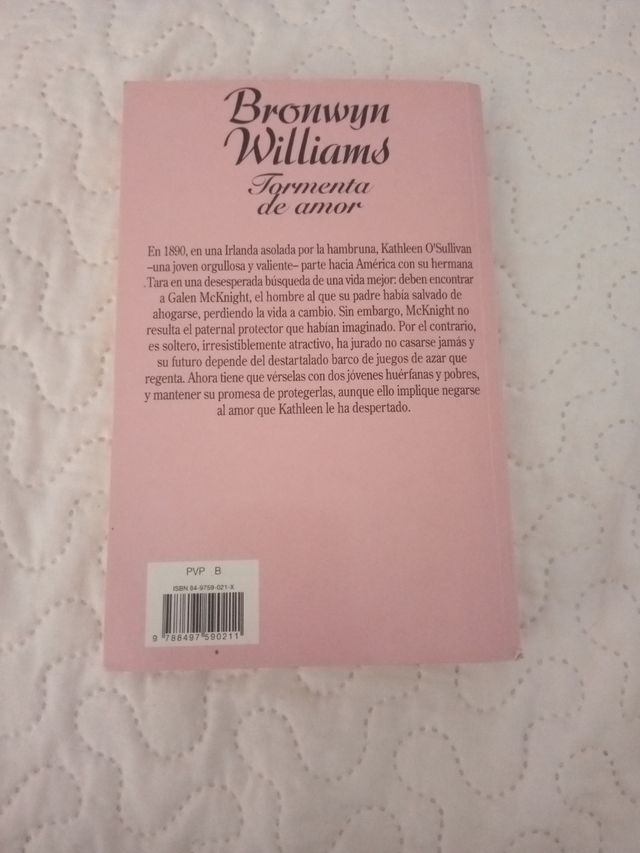 Bronwyn
Williams
Tormenta
de amor
En 1890, en una Irlanda asolada por la hambruna, Kathleen O'Sullivan
–una joven orgullosa y valiente– parte hacia América con su hermana
Tara en una desesperada búsqueda de una vida mejor: deben encontrar
a Galen McKnight, el hombre al que su padre había salvado de
ahogarse, perdiendo la vida a cambio. Sin embargo, McKnight no
resulta el paternal protector que habían imaginado. Por el contrario,
es soltero, irresistiblemente atractivo, ha jurado no casarse jamás y
su futuro depende del destartalado barco de juegos de azar que
regenta. Ahora tiene que vérselas con dos jóvenes huérfanas y pobres,
y mantener su promesa de protegerlas, aunque ello implique negarse
al amor que Kathleen le ha despertado.
PVP B
ISBN 84-9759-021-X
9 788497 590211